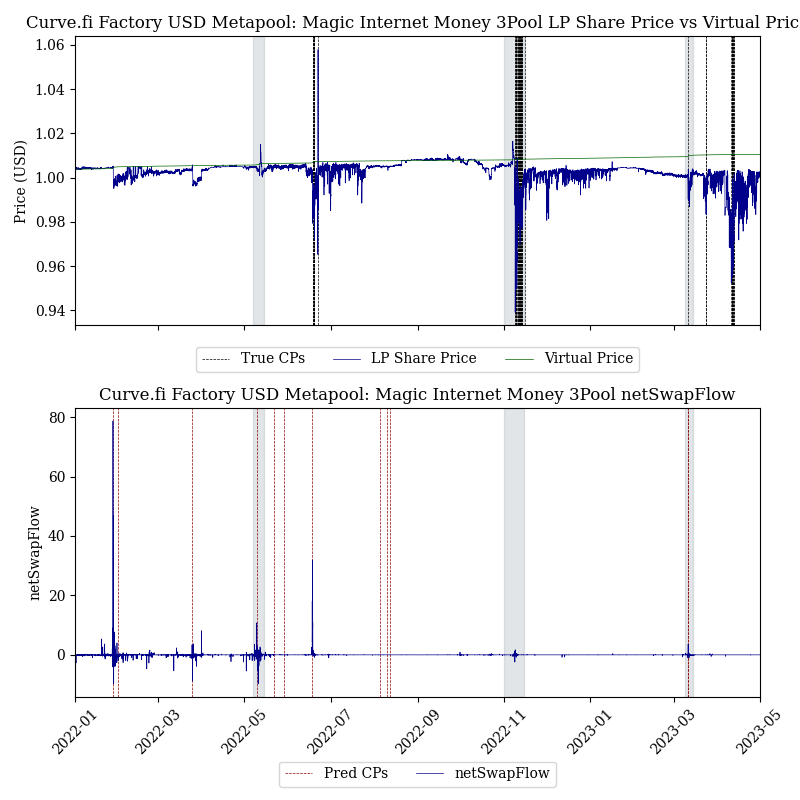 Curve.fi Factory USD Metapool: Magic Internet Money 3Pool LP Share Price vs Virtual Pric
1.06
1.04
1.02
1.00
0.98
0.96
0.94
Price (USD)
True CPs LP Share Price Virtual Price
Curve.fi Factory USD Metapool: Magic Internet Money 3Pool netSwapFlow
80
60
40
20
0
netSwapFlow
2022-01 2022-03 2022-05 2022-07 2022-09 2022-11 2023-01 2023-03 2023-05
Pred CPs netSwapFlow